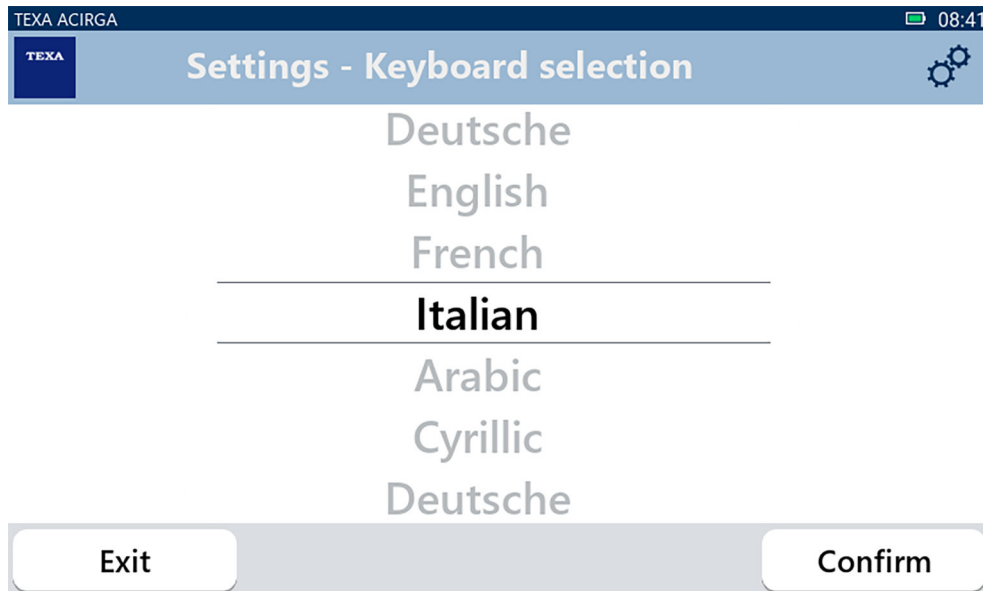 TEXA ACIRGA 08:41
TEXA
Settings - Keyboard selection
Deutsche
English
French
Italian
Arabic
Cyrillic
Deutsche
Exit Confirm